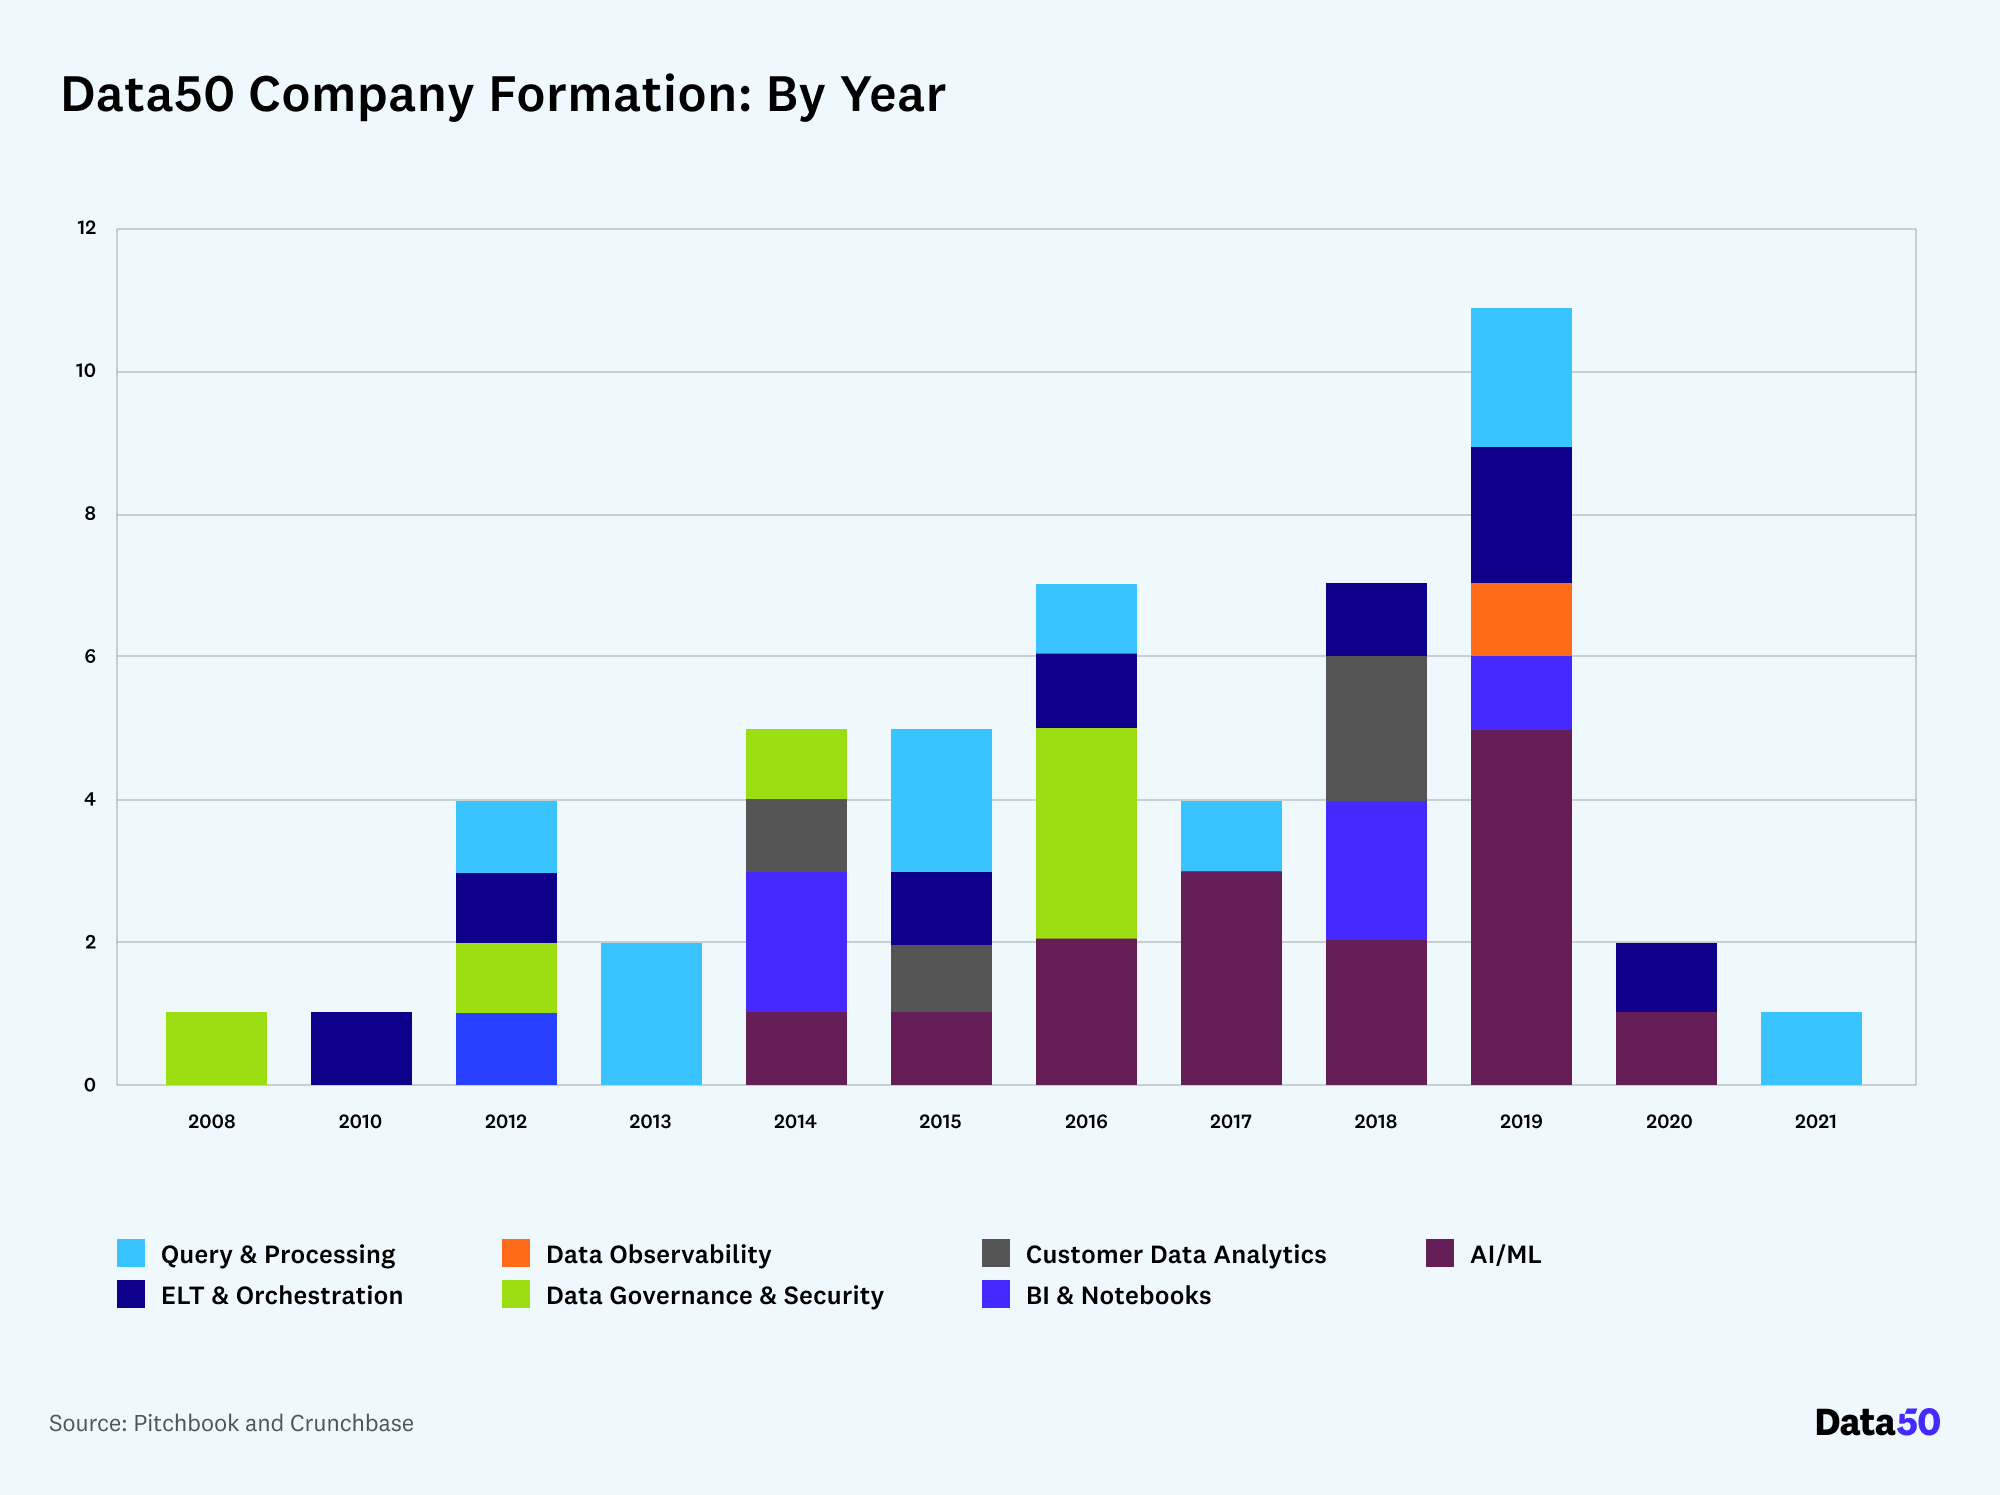 Data50 Company Formation: By Year
12
10
8
6
4
2
0
2008 2010 2012 2013 2014 2015 2016 2017 2018 2019 2020 2021
Query & Processing Data Observability Customer Data Analytics AI/ML
ELT & Orchestration Data Governance & Security BI & Notebooks
Source: Pitchbook and Crunchbase
Data50